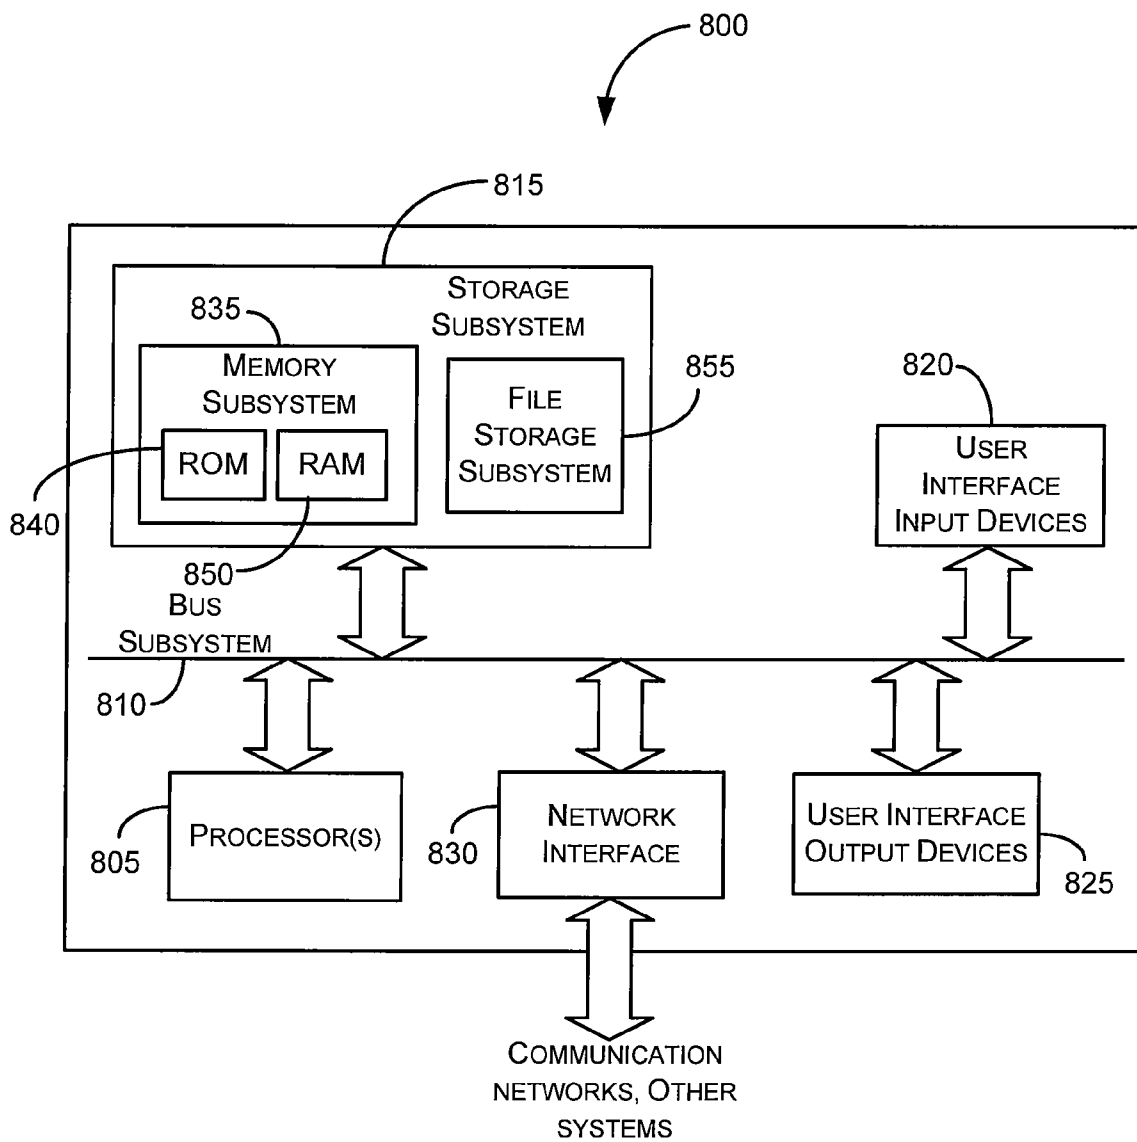 800
815
STORAGE
SUBSYSTEM
835
MEMORY
SUBSYSTEM
855
820
FILE
STORAGE
SUBSYSTEM
ROM
RAM
USER
INTERFACE
INPUT DEVICES
840
850
BUS
SUBSYSTEM
810
PROCESSOR(S)
805
NETWORK
INTERFACE
830
USER INTERFACE
OUTPUT DEVICES
825
COMMUNICATION
NETWORKS, OTHER
SYSTEMS